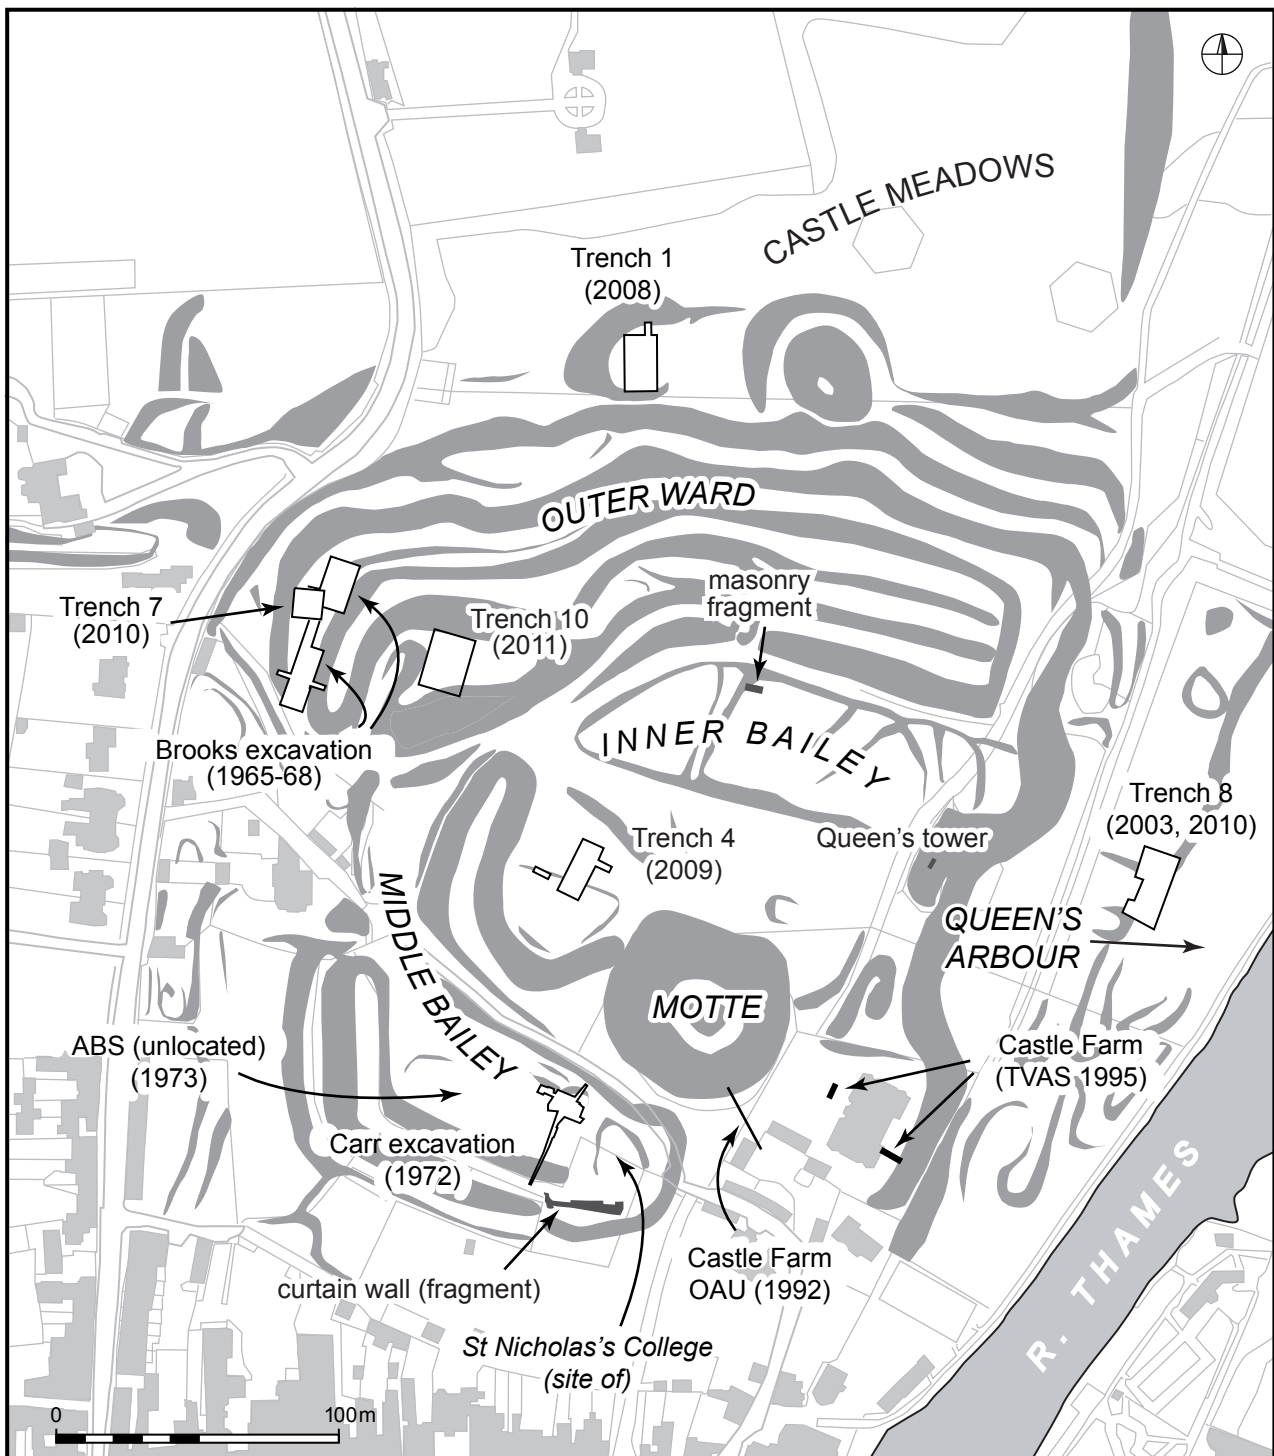 CASTLE MEADOWS
Trench 1
(2008)
OUTER WARD
masonry
fragment
Trench 7
(2010)
Trench 10
(2011)
Brooks excavation
(1965-68)
INNER BAILEY
Trench 8
(2003, 2010)
Trench 4
(2009)
Queen's tower
MIDDLE BAILEY
QUEEN'S
ARBOUR
MOTTE
ABS (unlocated)
(1973)
Castle Farm
(TVAS 1995)
Carr excavation
(1972)
R. THAMES
Castle Farm
OAU (1992)
curtain wall (fragment)
St Nicholas's College
(site of)
0 100m